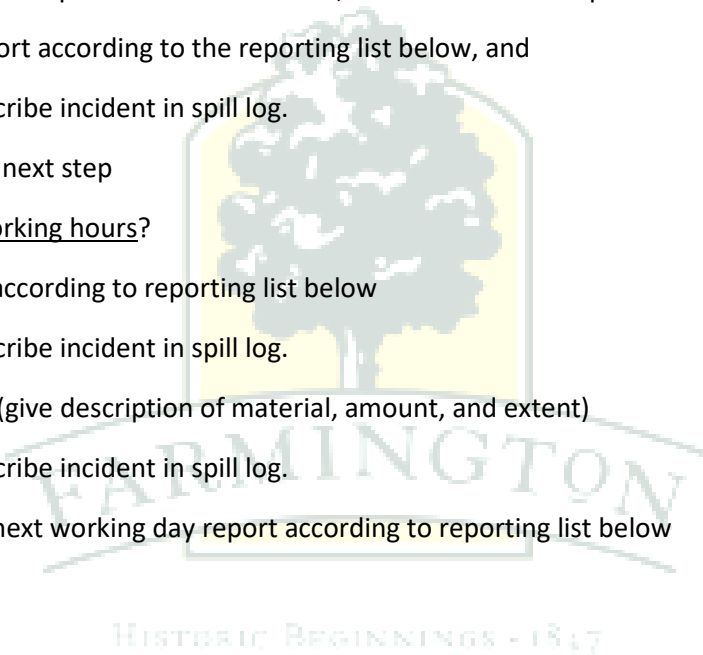 ort according to the reporting list below, and
cribe incident in spill log.
next step
orking hours?
according to reporting list below
cribe incident in spill log.
(give description of material, amount, and extent)
cribe incident in spill log.
next working day report according to reporting list below
FARMINGTON
HISTORIC BEGINNINGS - 1847